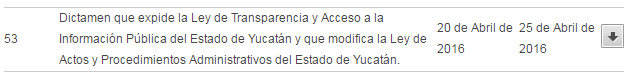 Dictamen que expide la Ley de Transparencia y Acceso a la
53 Información Pública del Estado de Yucatán y que modifica la Ley de
Actos y Procedimientos Administrativos del Estado de Yucatán.
20 de Abril de
2016
25 de Abril de
2016